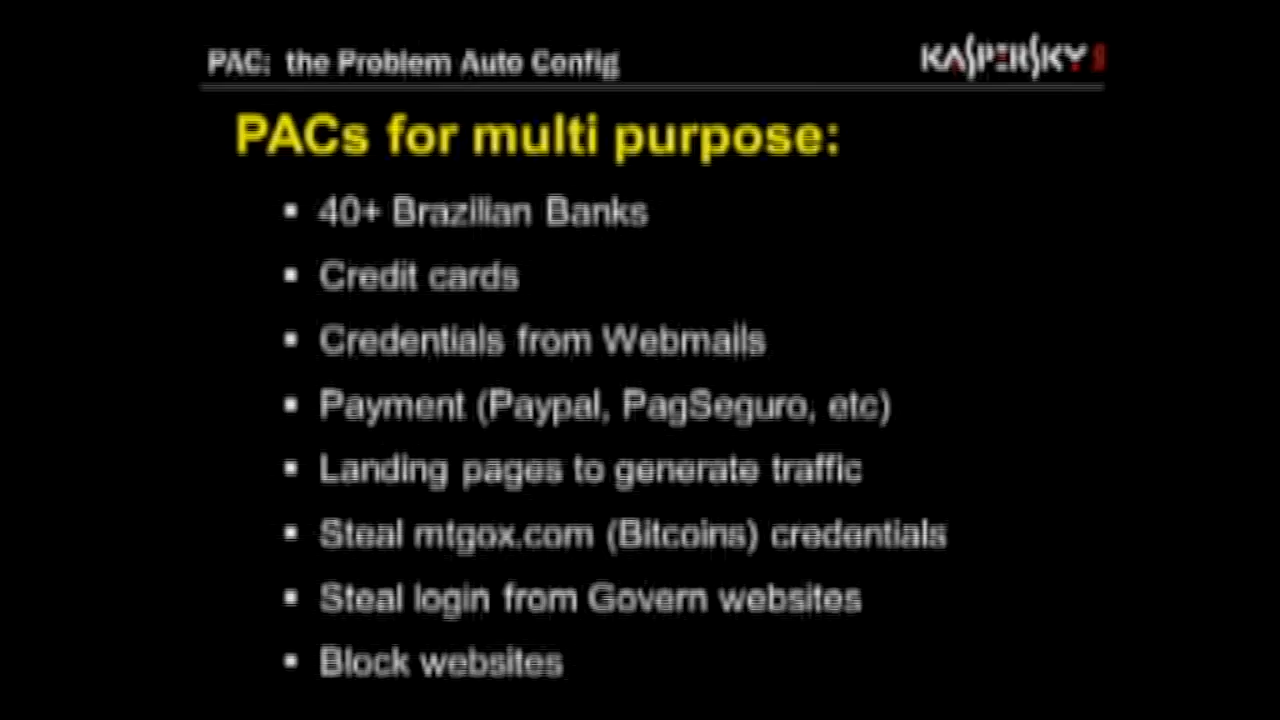 PAC: the Problem Auto Config
KASPERSKY
PACs for multi purpose:
▪ 40+ Brazilian Banks
▪ Credit cards
▪ Credentials from Webmails
▪ Payment (Paypal, PagSeguro, etc)
▪ Landing pages to generate traffic
▪ Steal mtgox.com (Bitcoins) credentials
▪ Steal login from Govern websites
▪ Block websites